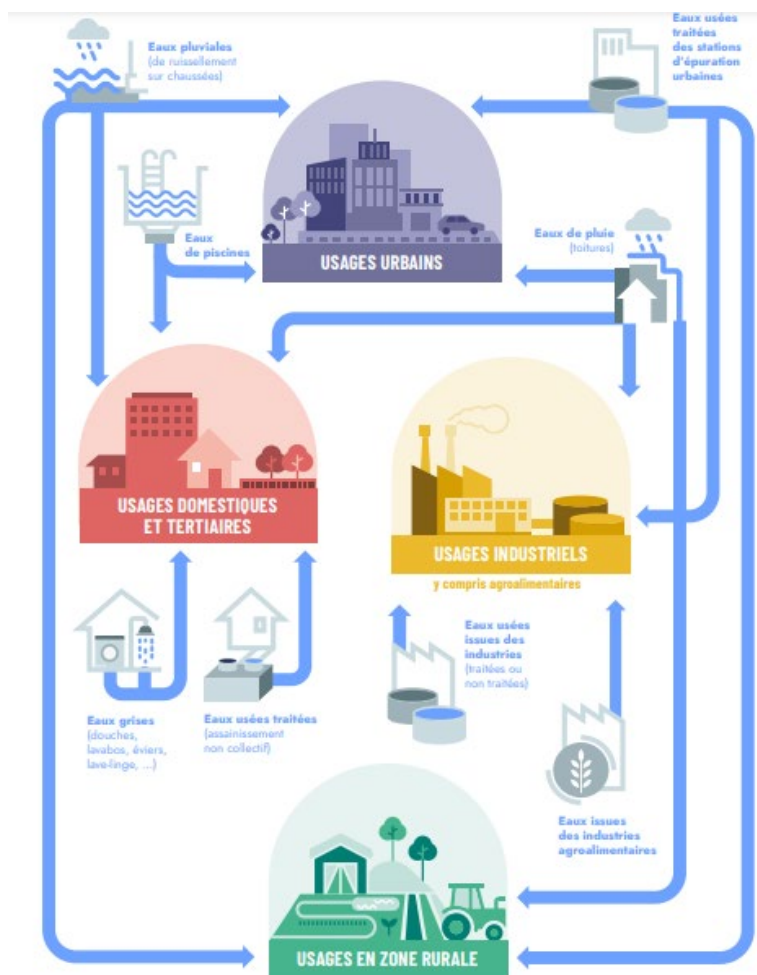 Eaux pluviales
(de ruissellement
sur chaussées)
Eaux usées
traitées
des stations
d'épuration
urbaines
Eaux
de piscines
Eaux de pluie
(toitures)
USAGES URBAINS
USAGES DOMESTIQUES
ET TERTIAIRES
USAGES INDUSTRIELS
y compris agroalimentaires
Eaux grises
(douches,
lavabos, éviers,
lave-linge, ...)
Eaux usées traitées
(assainissement
non collectif)
Eaux usées
issues des
industries
(traitées ou
non traitées)
Eaux issues
des industries
agroalimentaires
USAGES EN ZONE RURALE